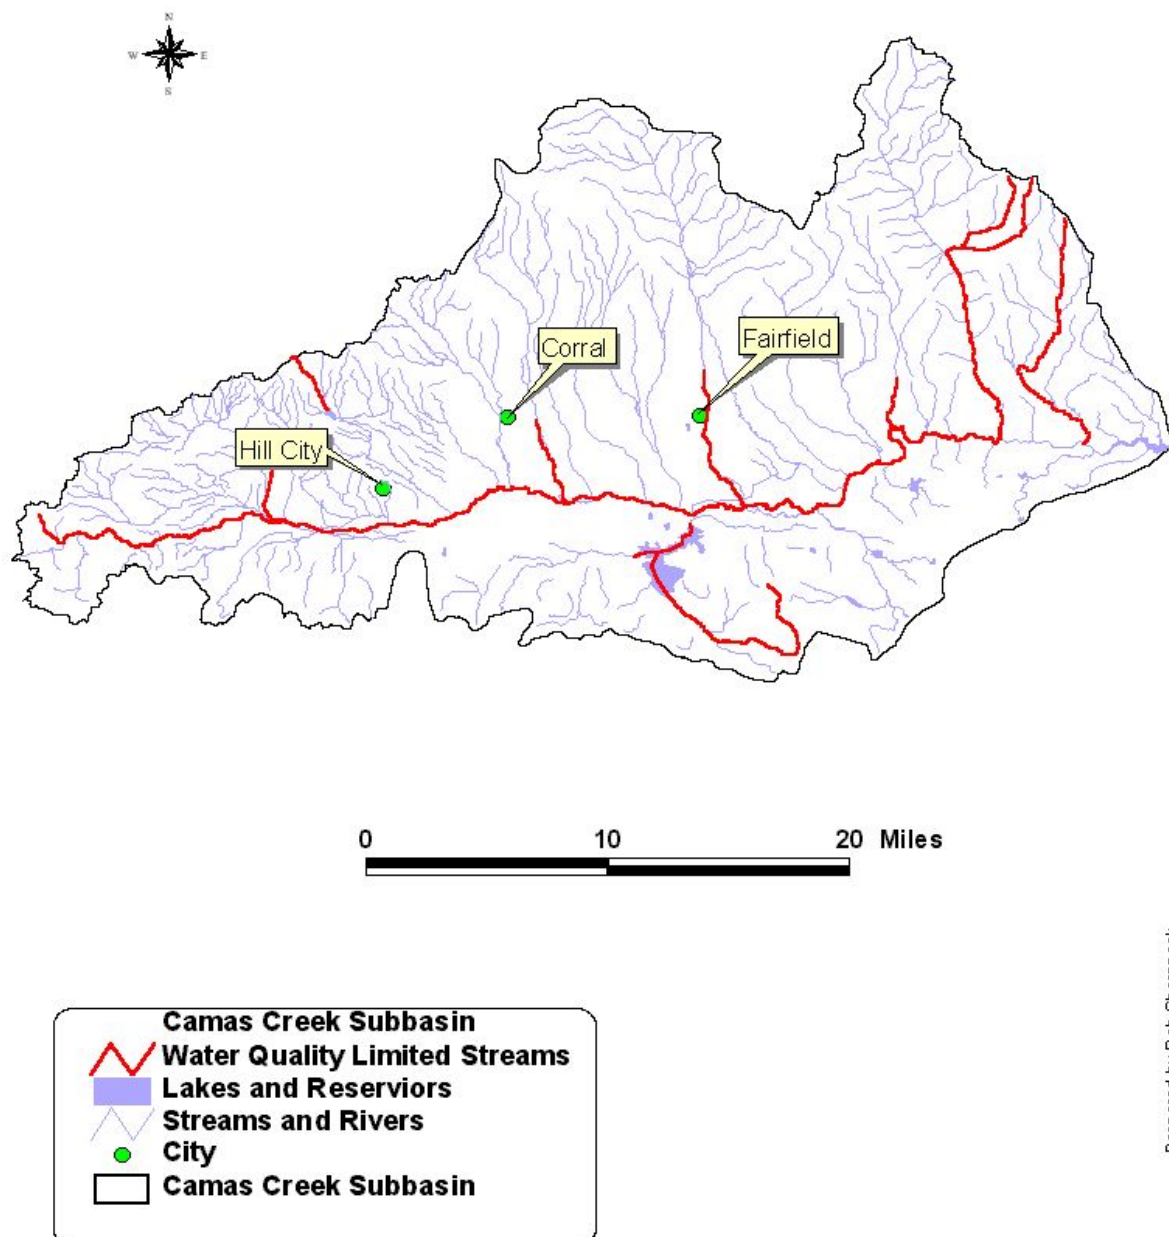 N
W E
S
Corral
Fairfield
Hill City
0 10 20 Miles
Camas Creek Subbasin
Water Quality Limited Streams
Lakes and Reserviors
Streams and Rivers
City
Camas Creek Subbasin